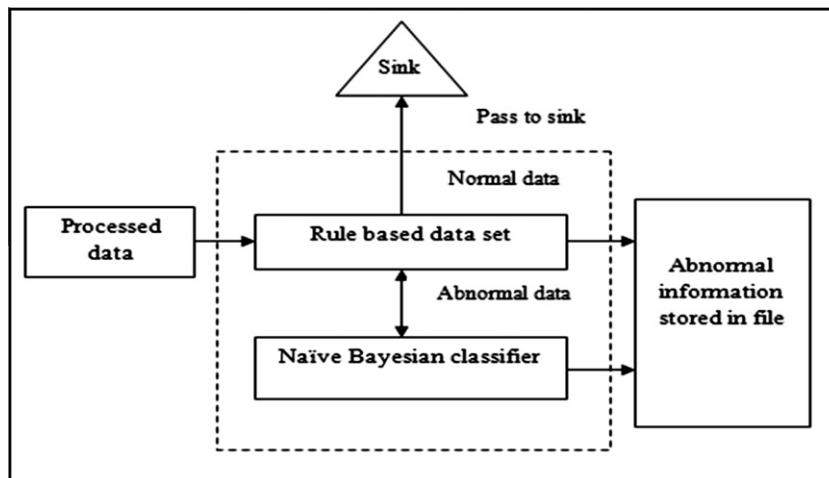 Sink
Pass to sink
Normal data
Processed
data
Rule based data set
Abnormal data
Naïve Bayesian classifier
Abnormal
information
stored in file